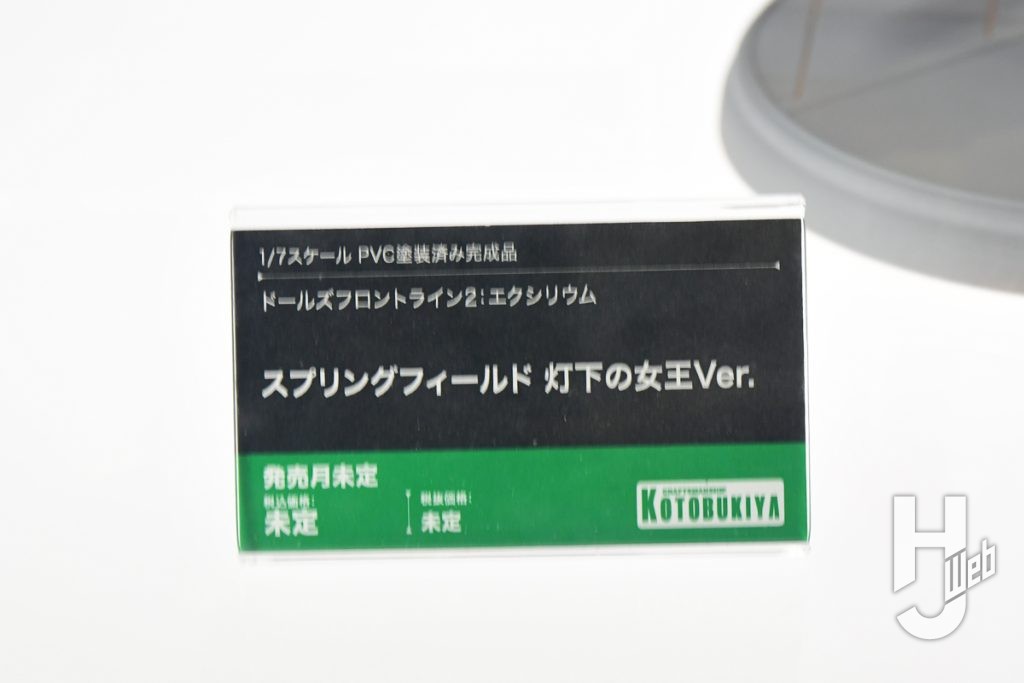 1/7スケール PVC塗装済み完成品
ドールズフロントライン2:エクシリウム
スプリングフィールド 灯下の女王Ver.
発売月未定
税込価格: 税抜価格:
未定 未定
CRAFTSMANSHIP
KOTOBUKIYA
HJ Web